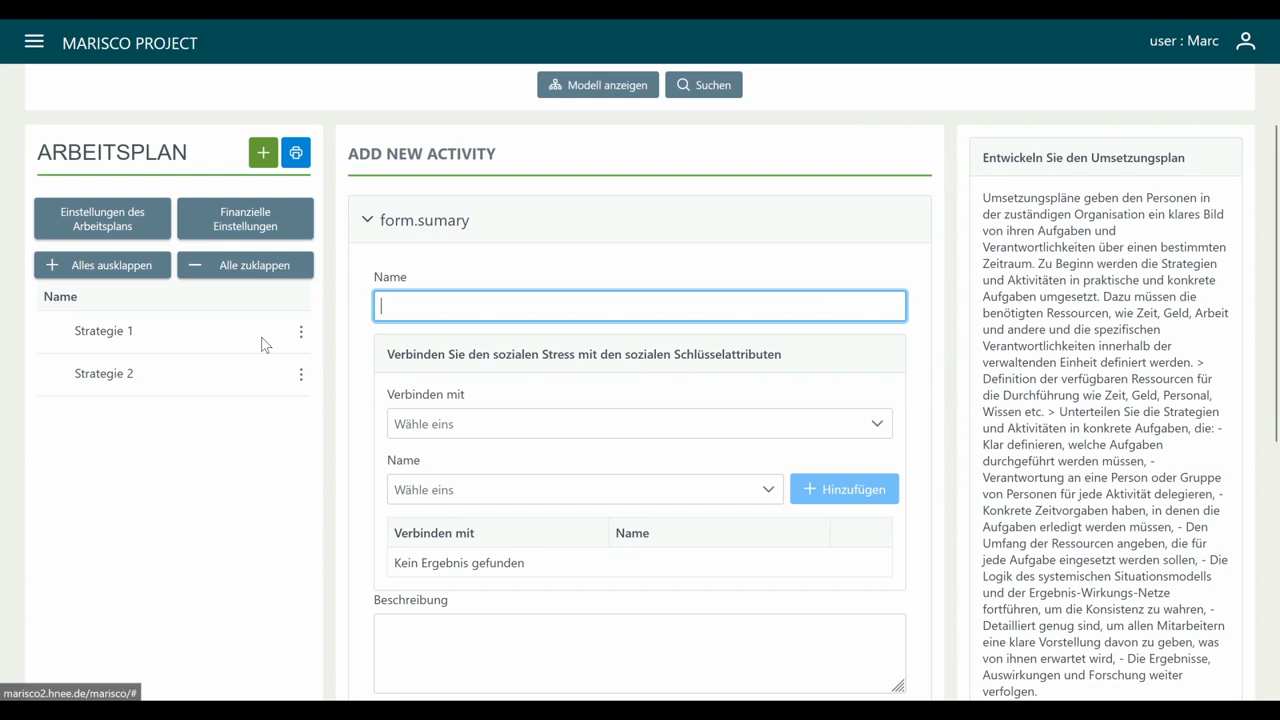 MARISCO PROJECT
user : Marc
Modell anzeigen
Suchen
ARBEITSPLAN
Einstellungen des
Arbeitsplans
Finanzielle
Einstellungen
Alles ausklappen
Alle zuklappen
Name
Strategie 1
Strategie 2
ADD NEW ACTIVITY
form.sumary
Name
Verbinden Sie den sozialen Stress mit den sozialen Schlüsselattributen
Verbinden mit
Wähle eins
Name
Wähle eins
Hinzufügen
Verbinden mit
Name
Kein Ergebnis gefunden
Beschreibung
Entwickeln Sie den Umsetzungsplan
Umsetzungspläne geben den Personen in
der zuständigen Organisation ein klares Bild
von ihren Aufgaben und
Verantwortlichkeiten über einen bestimmten
Zeitraum. Zu Beginn werden die Strategien
und Aktivitäten in praktische und konkrete
Aufgaben umgesetzt. Dazu müssen die
benötigten Ressourcen, wie Zeit, Geld, Arbeit
und andere und die spezifischen
Verantwortlichkeiten innerhalb der
verwaltenden Einheit definiert werden. >
Definition der verfügbaren Ressourcen für
die Durchführung wie Zeit, Geld, Personal,
Wissen etc. > Unterteilen Sie die Strategien
und Aktivitäten in konkrete Aufgaben, die: -
Klar definieren, welche Aufgaben
durchgeführt werden müssen, -
Verantwortung an eine Person oder Gruppe
von Personen für jede Aktivität delegieren, -
Konkrete Zeitvorgaben haben, in denen die
Aufgaben erledigt werden müssen, - Den
Umfang der Ressourcen angeben, die für
jede Aufgabe eingesetzt werden sollen, - Die
Logik des systemischen Situationsmodells
und der Ergebnis-Wirkungs-Netze
fortführen, um die Konsistenz zu wahren, -
Detailliert genug sind, um allen Mitarbeitern
eine klare Vorstellung davon zu geben, was
von ihnen erwartet wird, - Die Ergebnisse,
Auswirkungen und Forschung weiter
verfolgen.
marisco2.hnee.de/marisco/#